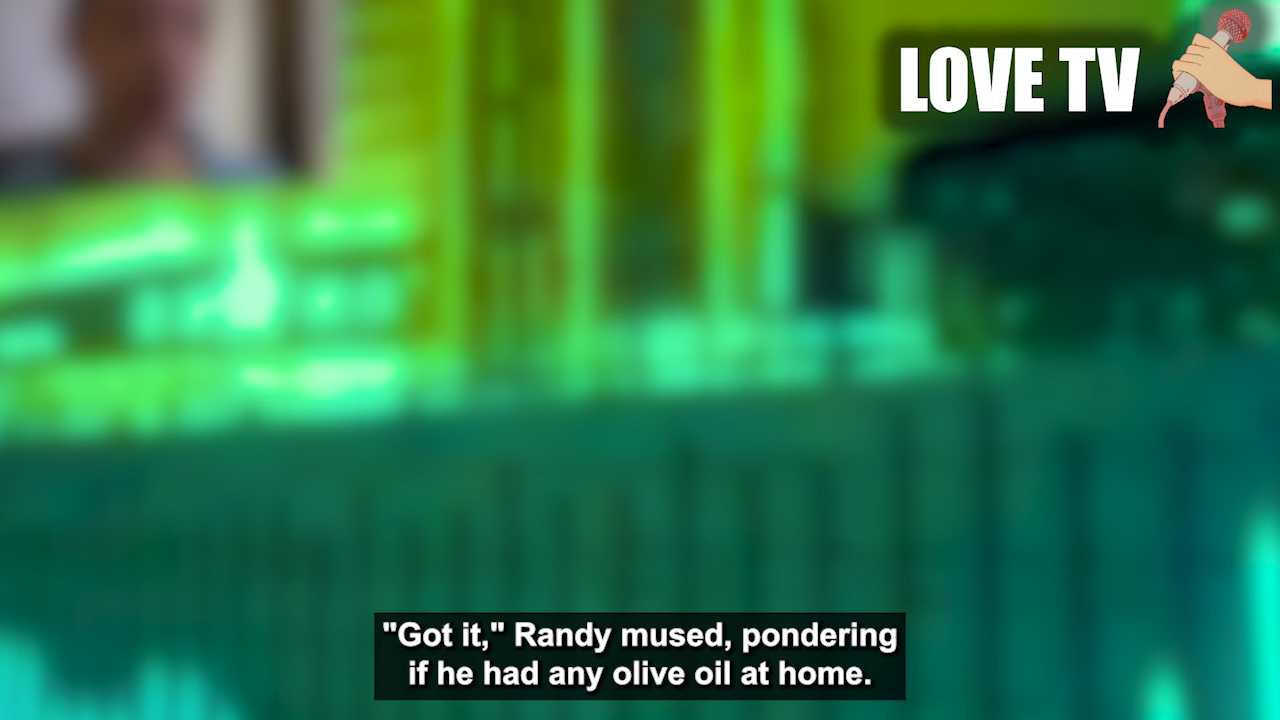 LOVE TV
"Got it," Randy mused, pondering
if he had any olive oil at home.